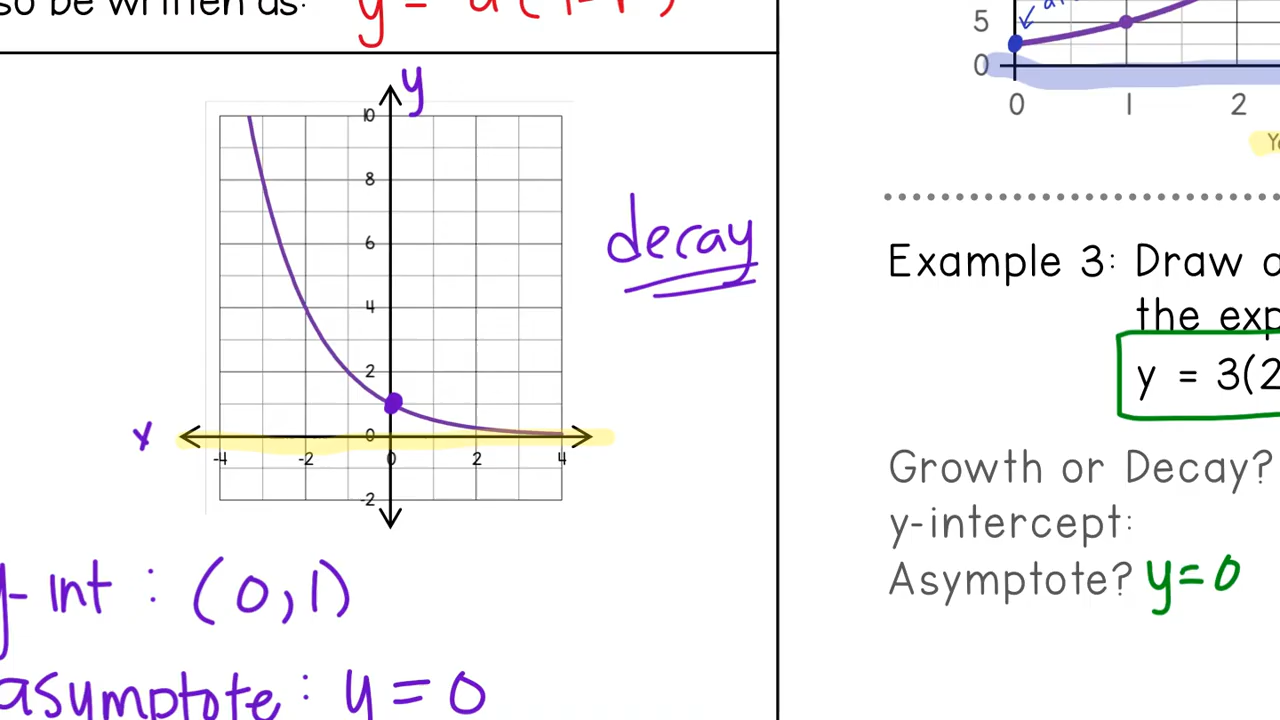 so be written as: y = a(1-r)
y
10
8
6
4
2
0
-2
-4 -2 0 2 4
x
decay
y-int : (0,1)
asymptote : y = 0
5
0
0 1 2
Example 3: Draw a
the exp
y = 3(2
Growth or Decay?
y-intercept:
Asymptote? y=0